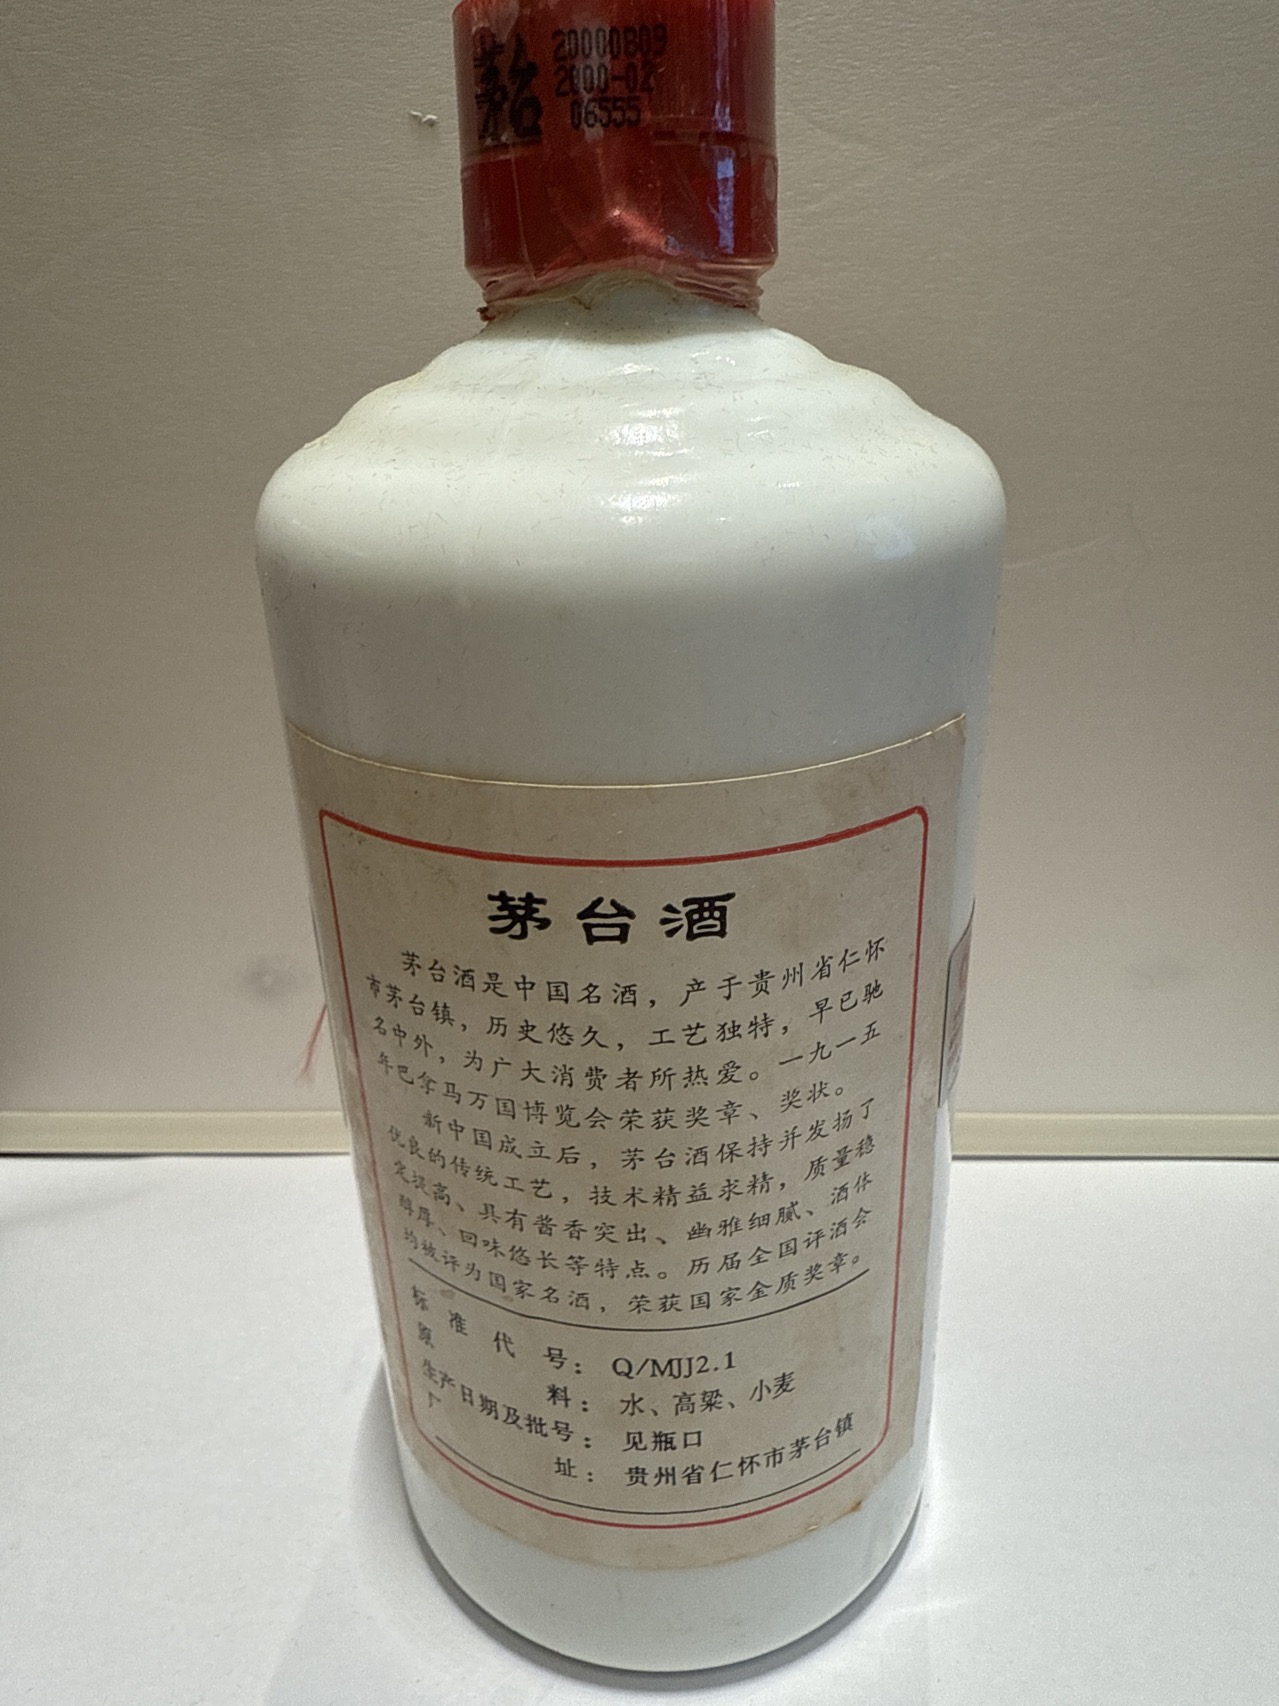 茅台
20000809
2000-02
06555
茅台酒
茅台酒是中国名酒，产于贵州省仁怀
市茅台镇，历史悠久，工艺独特，早已驰
名中外，为广大消费者所热爱。一九一五
年巴拿马万国博览会荣获奖章、奖状。
新中国成立后，茅台酒保持并发扬了
优良的传统工艺，技术精益求精，质量稳
定提高、具有酱香突出、幽雅细腻、酒体
醇厚、回味悠长等特点。历届全国评酒会
均被评为国家名酒，荣获国家金质奖章。
标准代号：Q/MJJ2.1
原料：水、高粱、小麦
生产日期及批号：见瓶口
厂址：贵州省仁怀市茅台镇